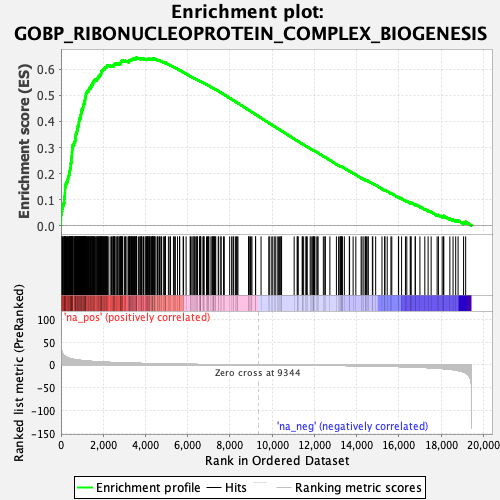 Enrichment plot:
GOBP_RIBONUCLEOPROTEIN_COMPLEX_BIOGENESIS
Enrichment score (ES)
0.6
0.5
0.4
0.3
0.2
0.1
0.0
'na_pos' (positively correlated)
Ranked list metric (PreRanked)
100
50
0
-50
-100
-150
Zero cross at 9344
'na_neg' (negatively correlated)
0 2,000 4,000 6,000 8,000 10,000 12,000 14,000 16,000 18,000 20,000
Rank in Ordered Dataset
Enrichment profile Hits Ranking metric scores